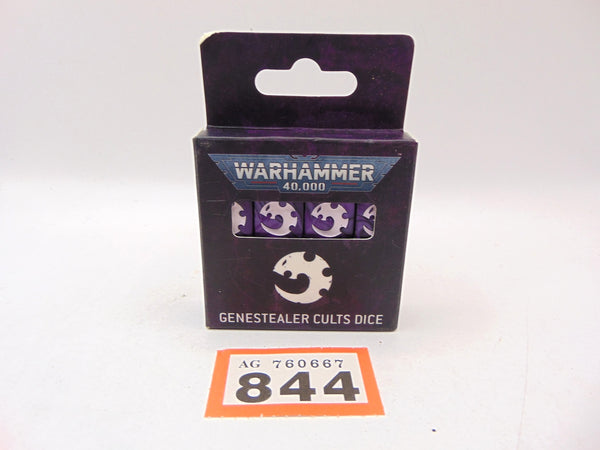 WARHAMMER
40,000
GENESTEALER CULTS DICE
AG 760667
844